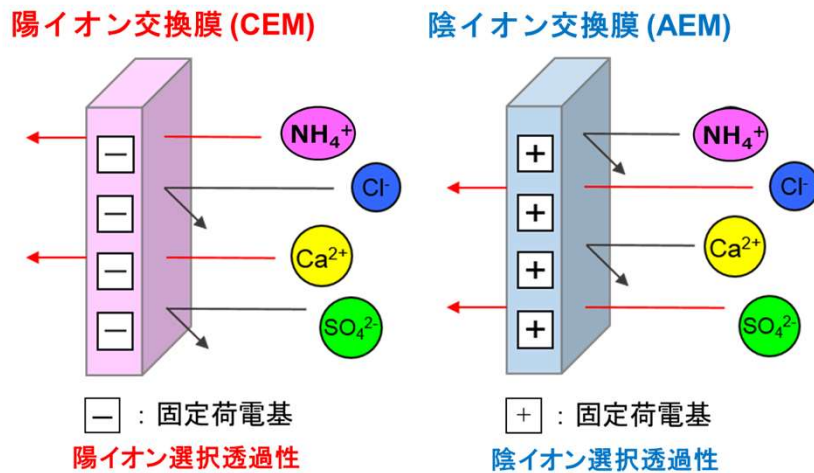 陽イオン交換膜 (CEM)
− − − −
NH₄⁺
Cl⁻
Ca²⁺
SO₄²⁻
− : 固定荷電基
陽イオン選択透過性
陰イオン交換膜 (AEM)
+ + + +
NH₄⁺
Cl⁻
Ca²⁺
SO₄²⁻
+ : 固定荷電基
陰イオン選択透過性